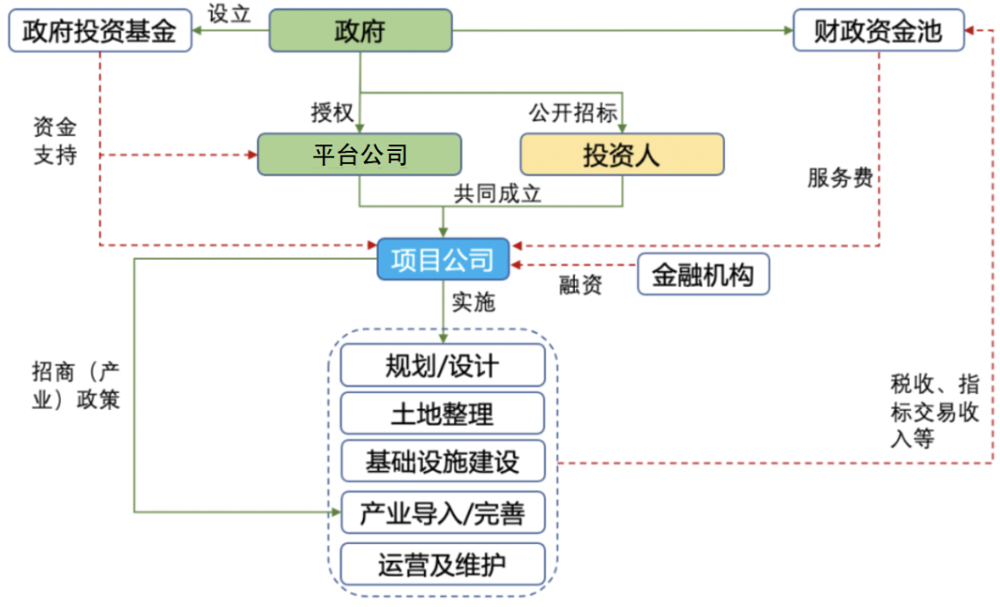 设立
政府投资基金
政府
财政资金池
授权
公开招标
资金
支持
平台公司
投资人
服务费
共同成立
项目公司
金融机构
融资
实施
招商（产
业）政策
规划/设计
土地整理
基础设施建设
产业导入/完善
运营及维护
税收、指
标交易收
入等